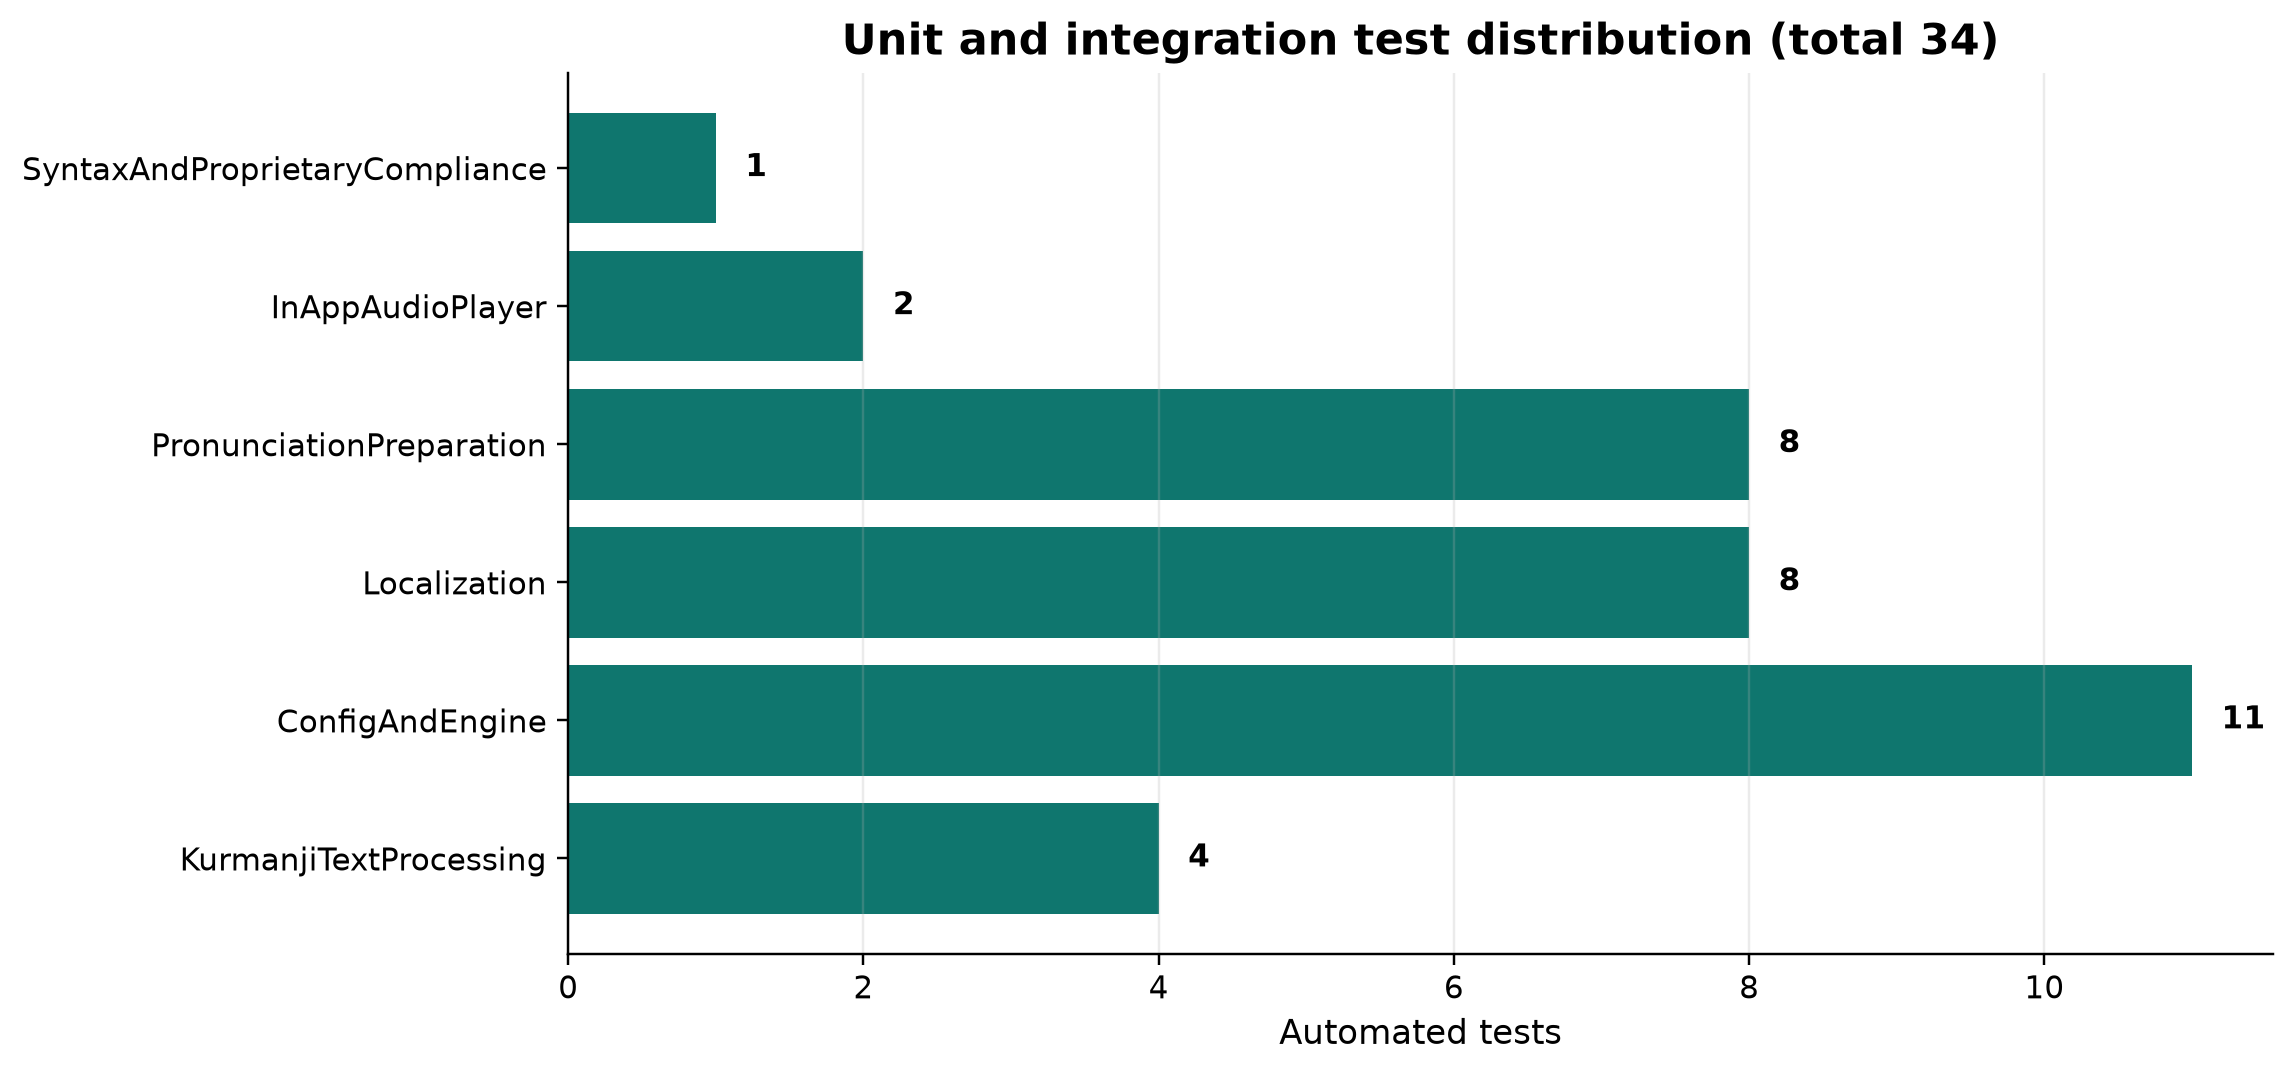 Unit and integration test distribution (total 34)
SyntaxAndProprietaryCompliance 1
InAppAudioPlayer 2
PronunciationPreparation 8
Localization 8
ConfigAndEngine 11
KurmanjiTextProcessing 4
0 2 4 6 8 10
Automated tests